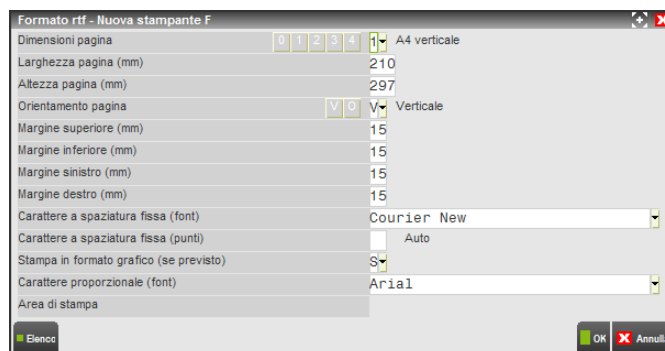 Formato rtf - Nuova stampante F
Dimensioni pagina 0 1 2 3 4 1 A4 verticale
Larghezza pagina (mm) 210
Altezza pagina (mm) 297
Orientamento pagina V O V Verticale
Margine superiore (mm) 15
Margine inferiore (mm) 15
Margine sinistro (mm) 15
Margine destro (mm) 15
Carattere a spaziatura fissa (font) Courier New
Carattere a spaziatura fissa (punti) Auto
Stampa in formato grafico (se previsto) S
Carattere proporzionale (font) Arial
Area di stampa
Elenco OK Annull